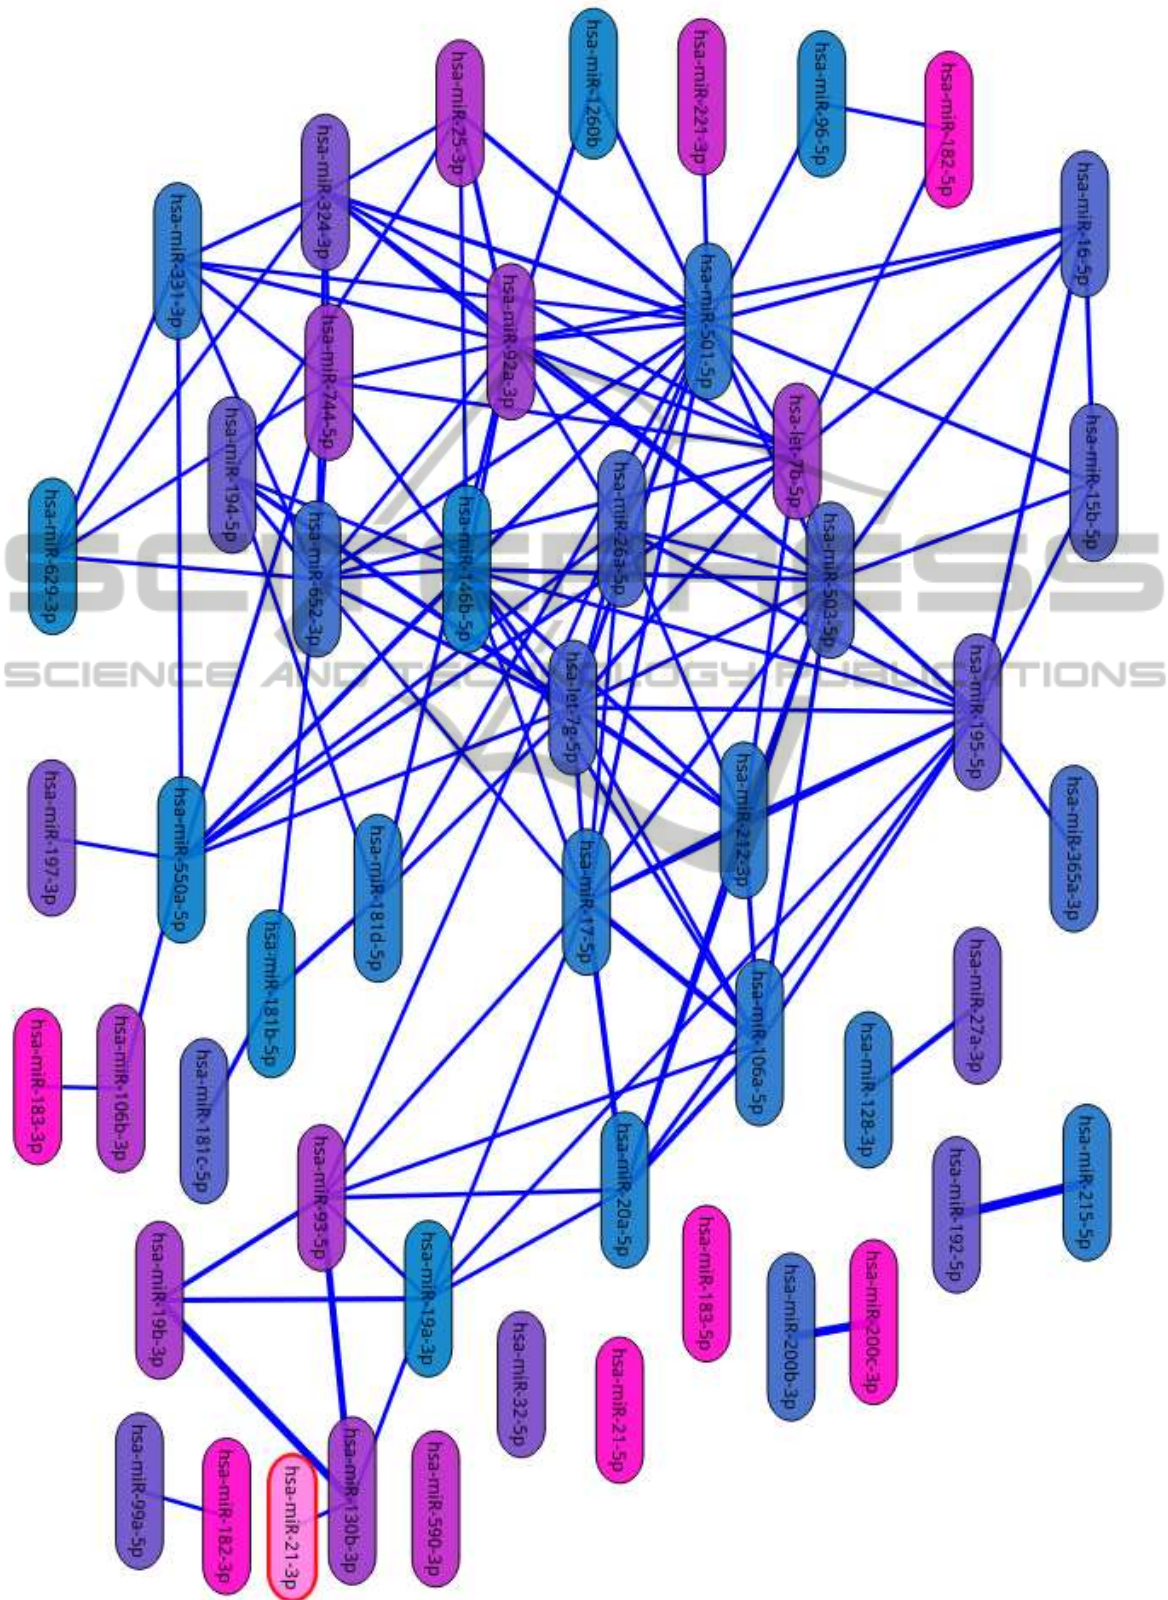 hsa-miR-1260b
hsa-miR-221-3p
hsa-miR-96-5p
hsa-miR-182-5p
hsa-miR-25-3p
hsa-miR-324-3p
hsa-miR-16-5p
hsa-miR-331-3p
hsa-miR-501-5p
hsa-miR-92a-3p
hsa-miR-744-5p
hsa-let-7b-5p
hsa-miR-194-5p
hsa-miR-15b-5p
hsa-miR-26a-5p
hsa-miR-629-3p
hsa-miR-146b-5p
hsa-miR-652-3p
hsa-miR-503-5p
SCITEPRESS
SCIENCE AND TECHNOLOGY PUBLICATIONS
hsa-let-7g-5p
hsa-miR-195-5p
hsa-miR-212-3p
hsa-miR-197-3p
hsa-miR-365a-3p
hsa-miR-550a-5p
hsa-miR-181d-5p
hsa-miR-17-5p
hsa-miR-181b-5p
hsa-miR-27a-3p
hsa-miR-106a-5p
hsa-miR-183-3p
hsa-miR-106b-3p
hsa-miR-128-3p
hsa-miR-181c-5p
hsa-miR-215-5p
hsa-miR-20a-5p
hsa-miR-93-5p
hsa-miR-192-5p
hsa-miR-183-5p
hsa-miR-19b-3p
hsa-miR-19a-3p
hsa-miR-200c-3p
hsa-miR-200b-3p
hsa-miR-32-5p
hsa-miR-21-5p
hsa-miR-99a-5p
hsa-miR-182-3p
hsa-miR-21-3p
hsa-miR-130b-3p
hsa-miR-590-3p